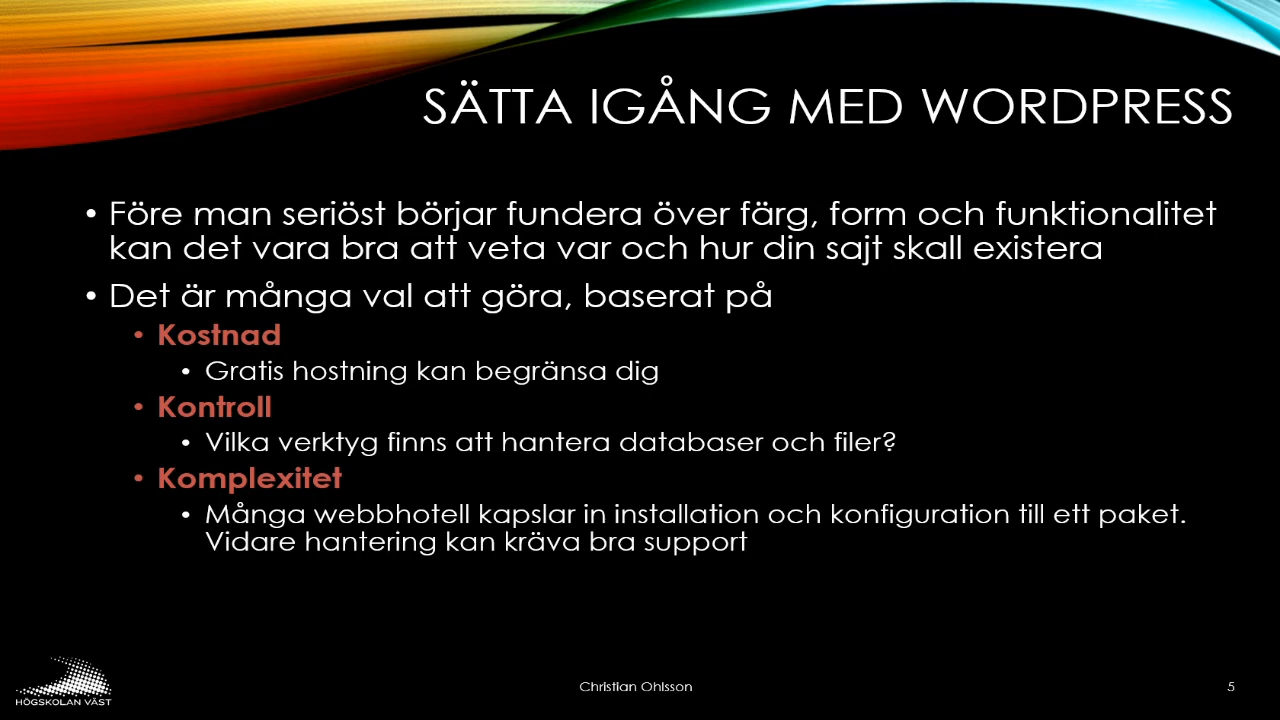 SÄTTA IGÅNG MED WORDPRESS
• Före man seriöst börjar fundera över färg, form och funktionalitet
kan det vara bra att veta var och hur din sajt skall existera
• Det är många val att göra, baserat på
• Kostnad
• Gratis hostning kan begränsa dig
• Kontroll
• Vilka verktyg finns att hantera databaser och filer?
• Komplexitet
• Många webbhotell kapslar in installation och konfiguration till ett paket.
Vidare hantering kan kräva bra support
HÖGSKOLAN VÄST
Christian Ohlsson
5